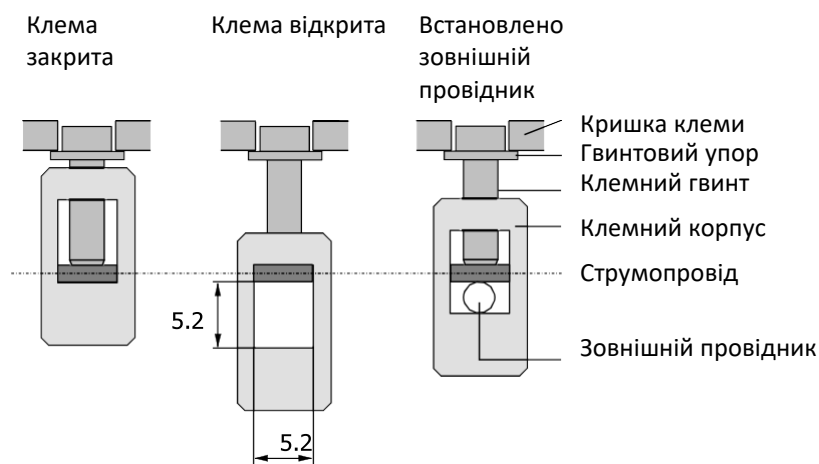 Клема
закрита
Клема відкрита
Встановлено
зовнішній
провідник
Кришка клеми
Гвинтовий упор
Клемний гвинт
Клемний корпус
Струмопровід
Зовнішній провідник
5.2
5.2